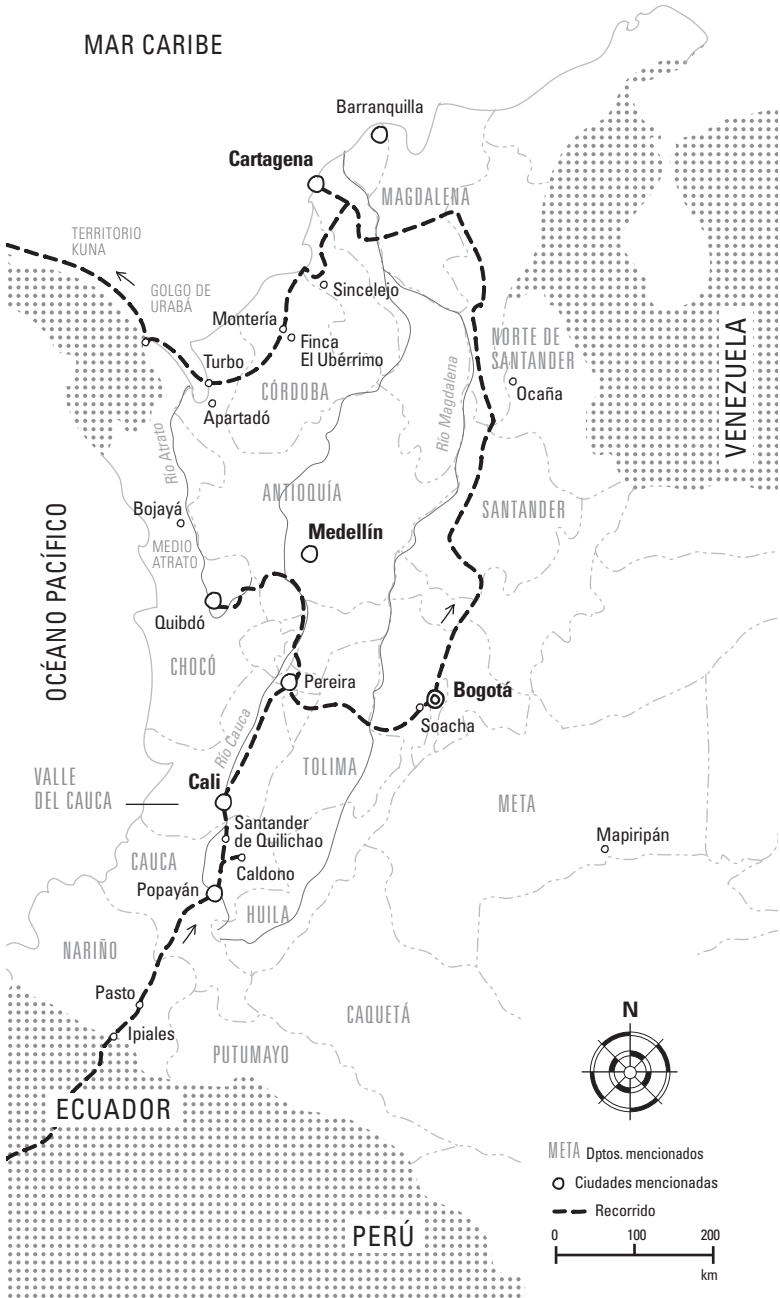 MAR CARIBE
Barranquilla
Cartagena
MAGDALENA
TERRITORIO
KUNA
GOLGO DE
URABÁ
Sincelejo
Montería
Finca
El Ubérrimo
NORTE DE
SANTANDER
VENEZUELA
Turbo
CÓRDOBA
Río Magdalena
Ocaña
Apartadó
Río Atrato
ANTIOQUÍA
SANTANDER
Bojayá
Medellín
OCÉANO PACÍFICO
MEDIO
ATRATO
Quibdó
CHOCÓ
Pereira
Bogotá
Soacha
Río Cauca
TOLIMA
VALLE
DEL CAUCA
Cali
META
Santander
de Quilichao
Mapiripán
CAUCA
Caldono
Popayán
HUILA
NARIÑO
Pasto
CAQUETÁ
N
Ipiales
PUTUMAYO
ECUADOR
META Dptos. mencionados
Ciudades mencionadas
Recorrido
PERÚ
0 100 200
km